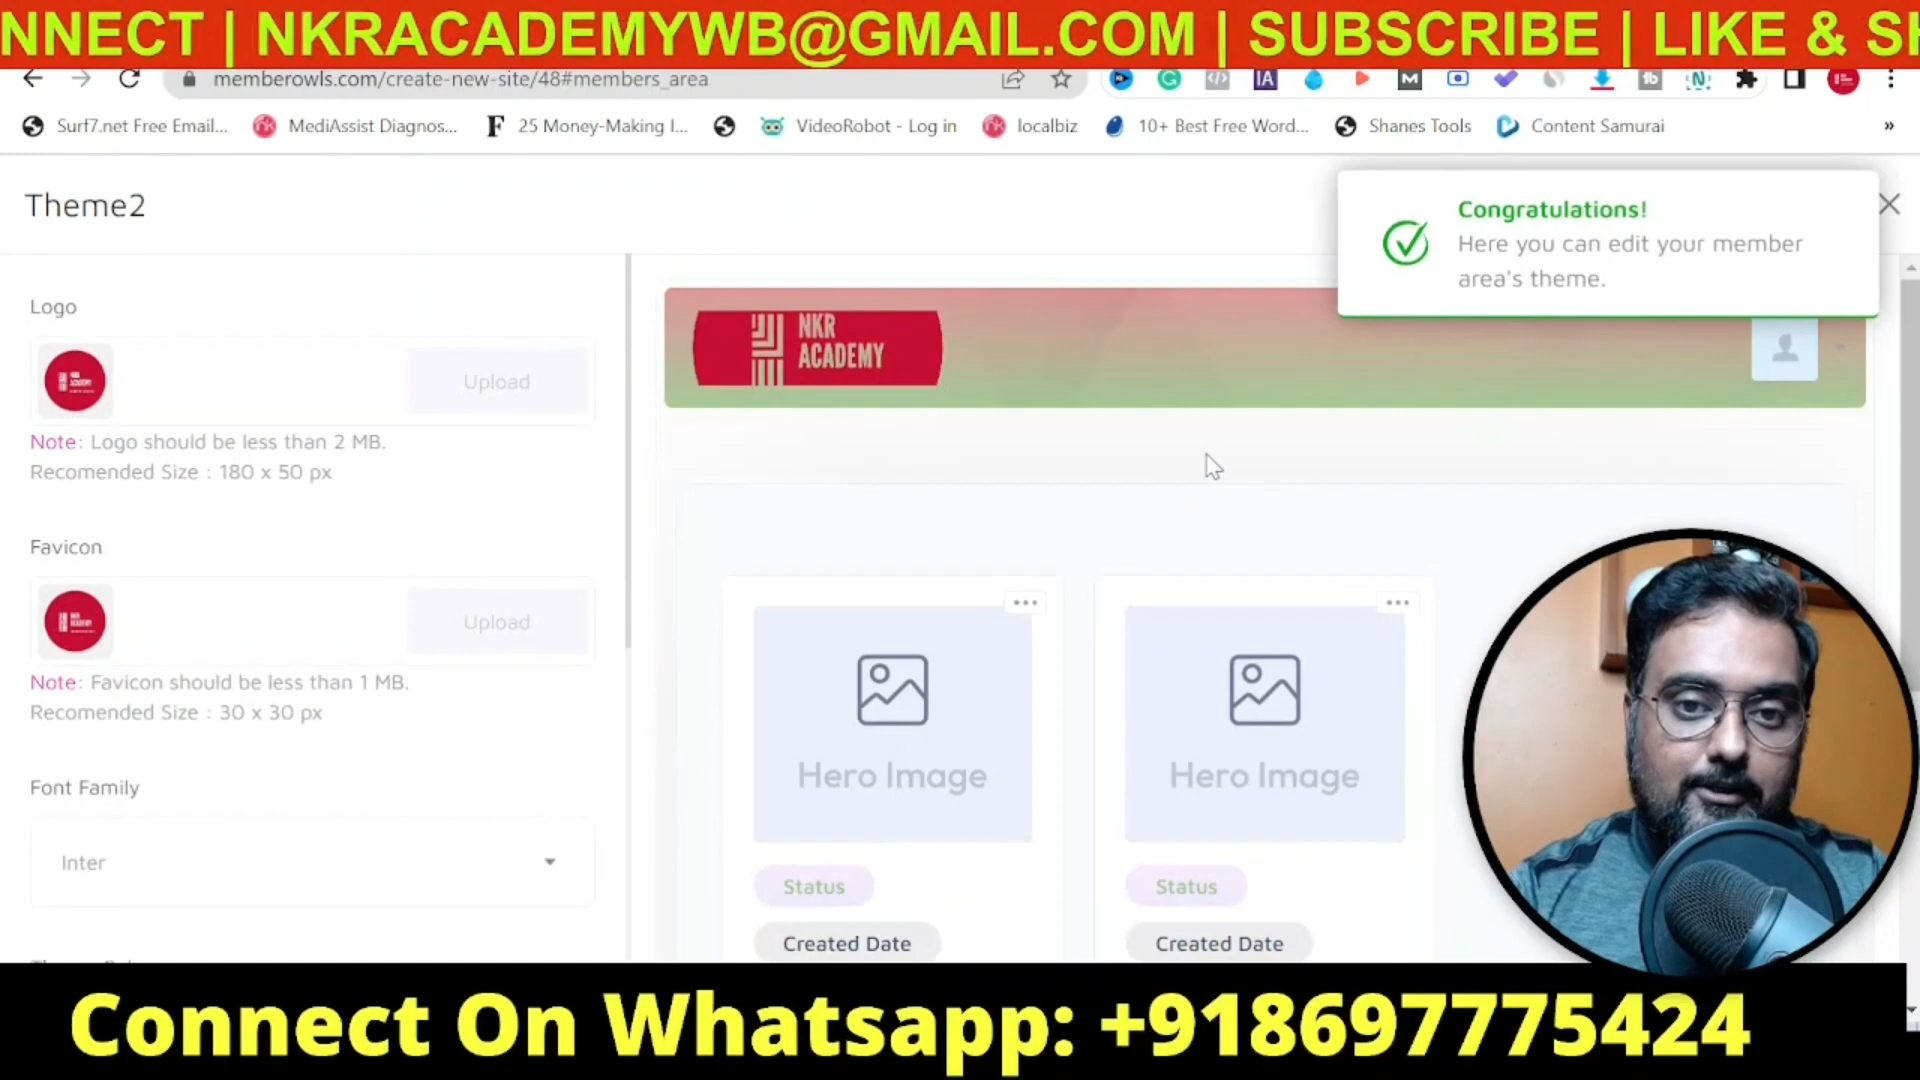 NNECT | NKRACADEMYWB@GMAIL.COM | SUBSCRIBE | LIKE & SH
memberowls.com/create-new-site/48#members_area
Surf7.net Free Email...
MediAssist Diagnos...
25 Money-Making I...
VideoRobot - Log in
localbiz
10+ Best Free Word...
Shanes Tools
Content Samurai
»
Theme2
Congratulations!
Here you can edit your member
area's theme.
Logo
Upload
Note: Logo should be less than 2 MB.
Recomended Size : 180 x 50 px
Favicon
Upload
Note: Favicon should be less than 1 MB.
Recomended Size : 30 x 30 px
Font Family
Inter
NKR
ACADEMY
Hero Image
Hero Image
Status
Status
Created Date
Created Date
Connect On Whatsapp: +918697775424